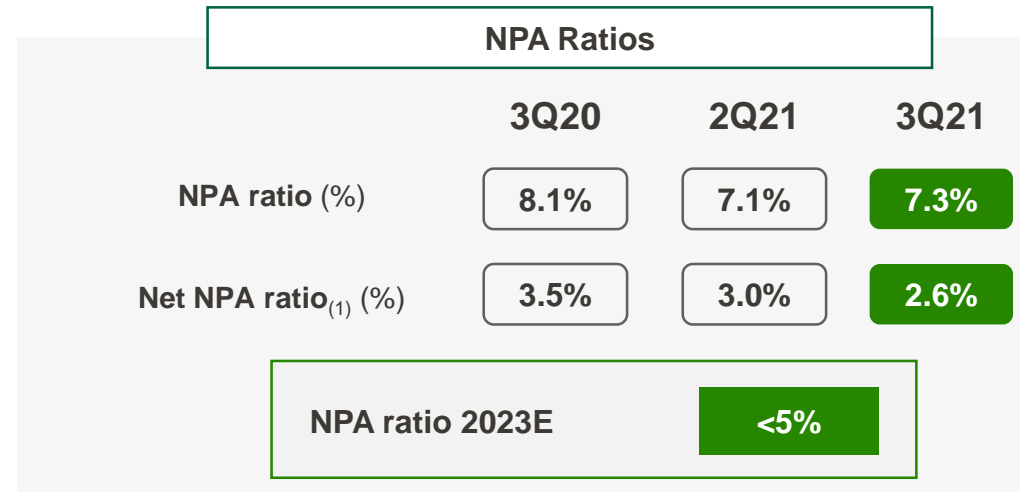 NPA Ratios
3Q20 2Q21 3Q21
NPA ratio (%) 8.1% 7.1% 7.3%
Net NPA ratio(1) (%) 3.5% 3.0% 2.6%
NPA ratio 2023E <5%